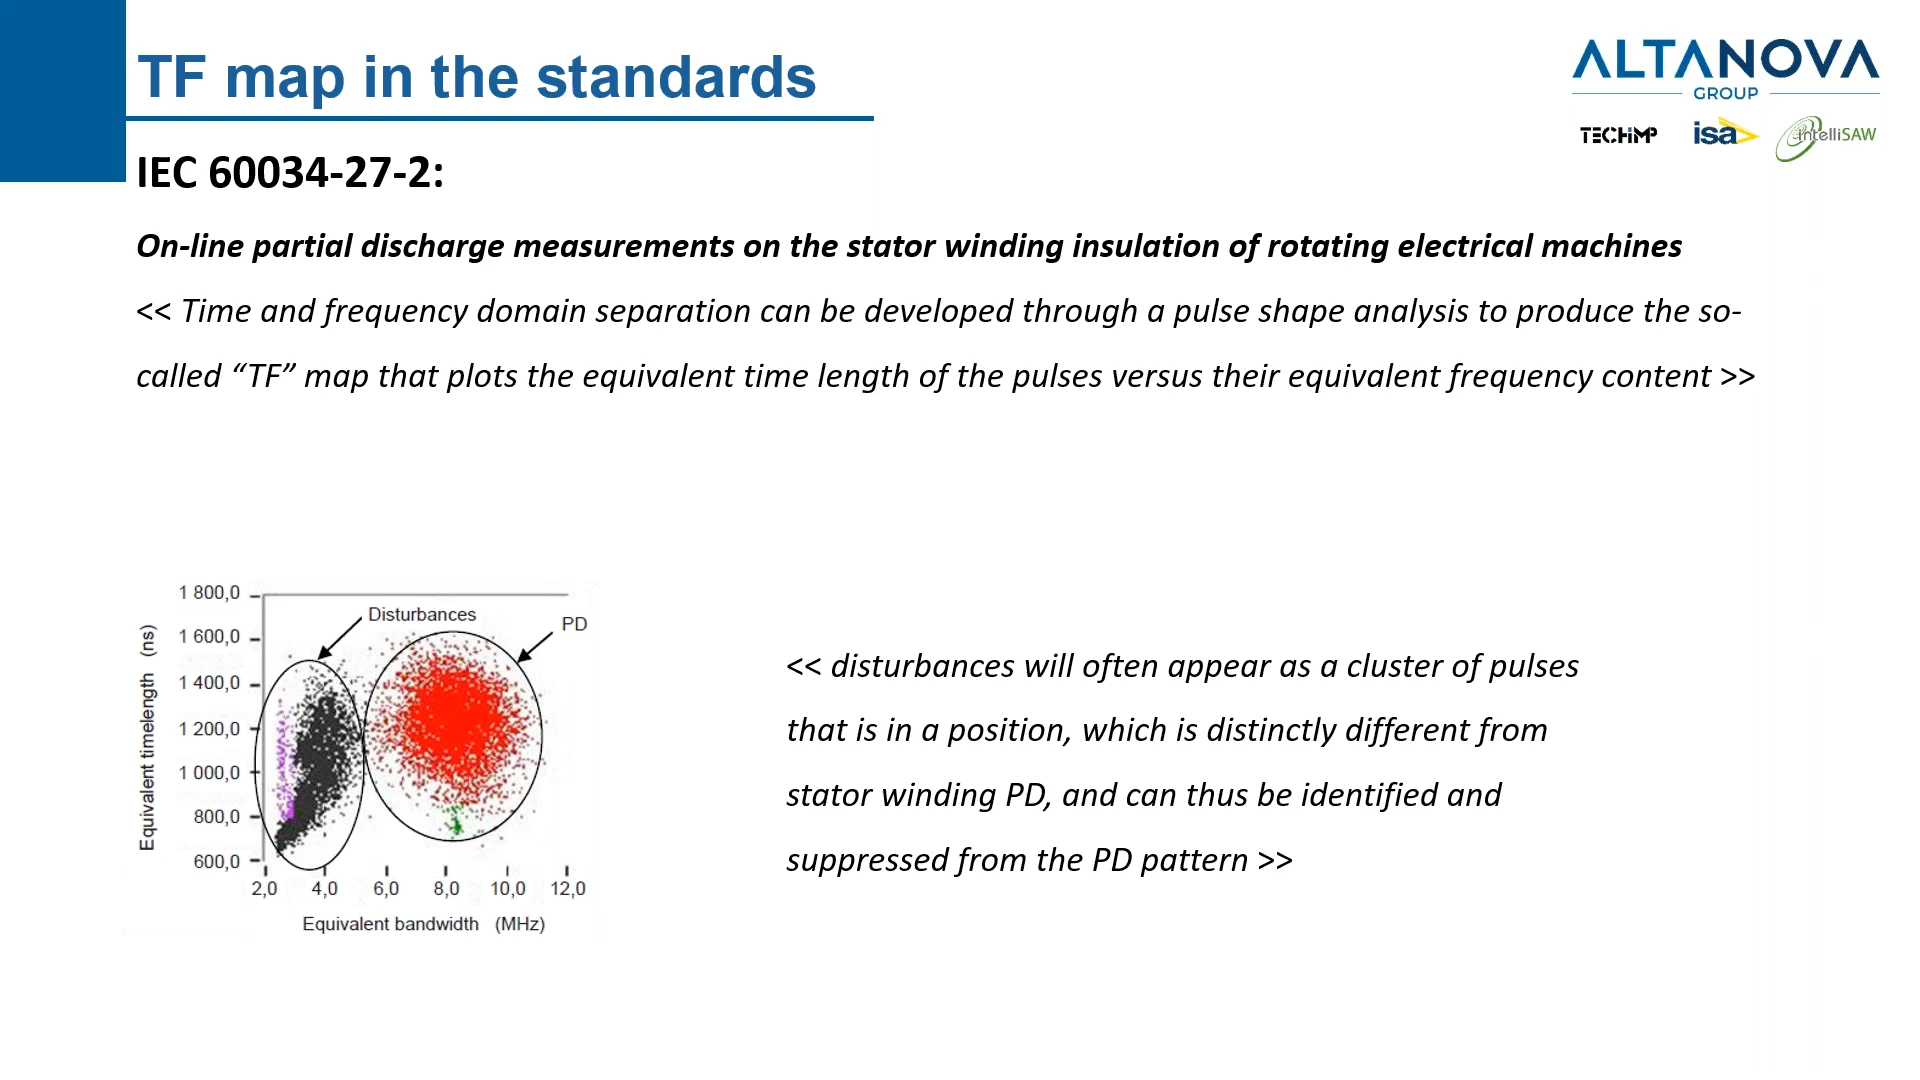 TF map in the standards
ALTANOVA
GROUP
TECHIMP
isa
intelliSAW
IEC 60034-27-2:
On-line partial discharge measurements on the stator winding insulation of rotating electrical machines
<< Time and frequency domain separation can be developed through a pulse shape analysis to produce the so-
called “TF” map that plots the equivalent time length of the pulses versus their equivalent frequency content >>
Equivalent timelength (ns)
1 800,0
1 600,0
1 400,0
1 200,0
1 000,0
800,0
600,0
Disturbances
PD
2,0 4,0 6,0 8,0 10,0 12,0
Equivalent bandwidth (MHz)
<< disturbances will often appear as a cluster of pulses
that is in a position, which is distinctly different from
stator winding PD, and can thus be identified and
suppressed from the PD pattern >>